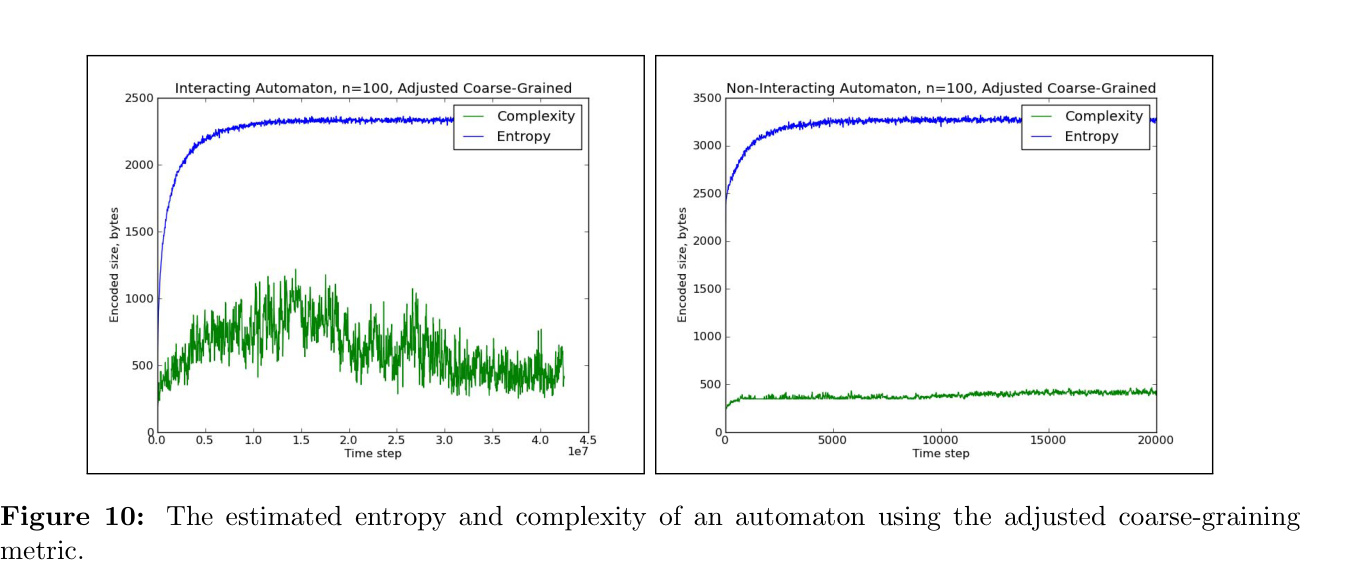 Interacting Automaton, n=100, Adjusted Coarse-Grained
2500
2000
1500
1000
500
0
Encoded size, bytes
Complexity
Entropy
0.0 0.5 1.0 1.5 2.0 2.5 3.0 3.5 4.0 4.5
1e7
Time step
Non-Interacting Automaton, n=100, Adjusted Coarse-Grained
3500
3000
2500
2000
1500
1000
500
0
Encoded size, bytes
Complexity
Entropy
0 5000 10000 15000 20000
Time step
Figure 10: The estimated entropy and complexity of an automaton using the adjusted coarse-graining
metric.